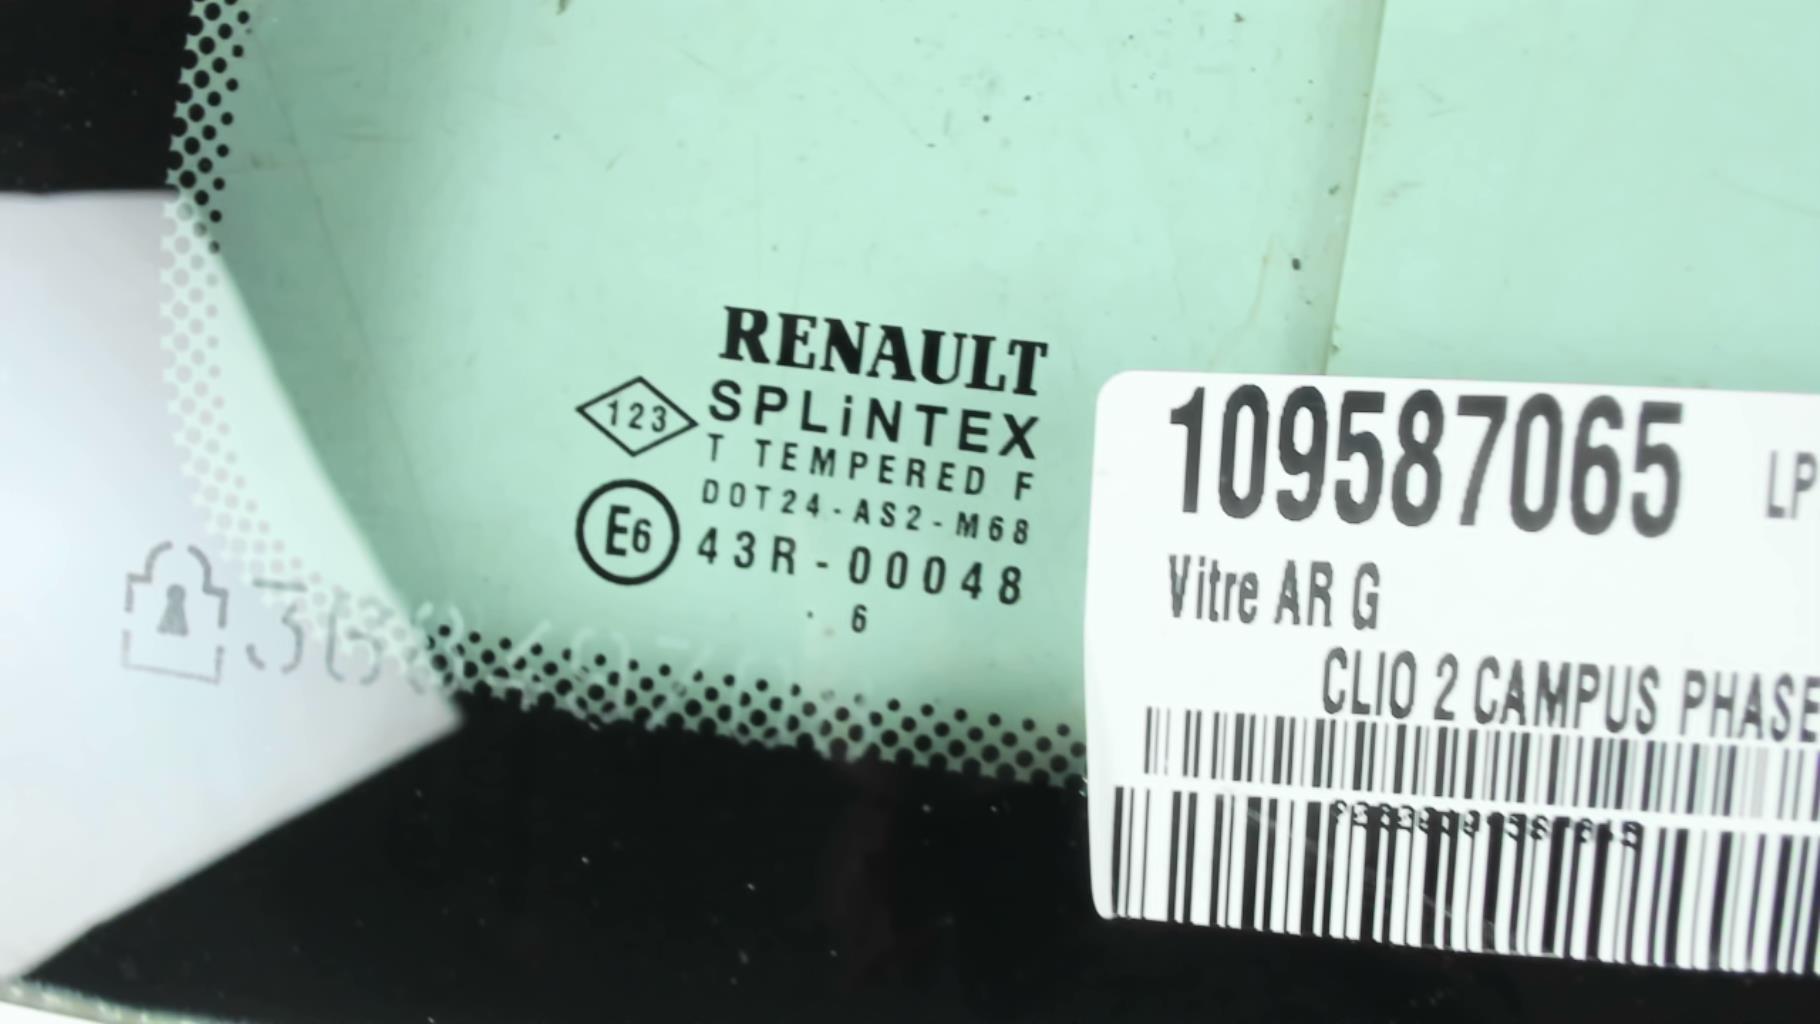 RENAULT
123
SPLiNTEX
T TEMPERED F
DOT24-AS2-M68
E6
43R-00048
. 6
109587065 LP
Vitre AR G
CLIO 2 CAMPUS PHASE